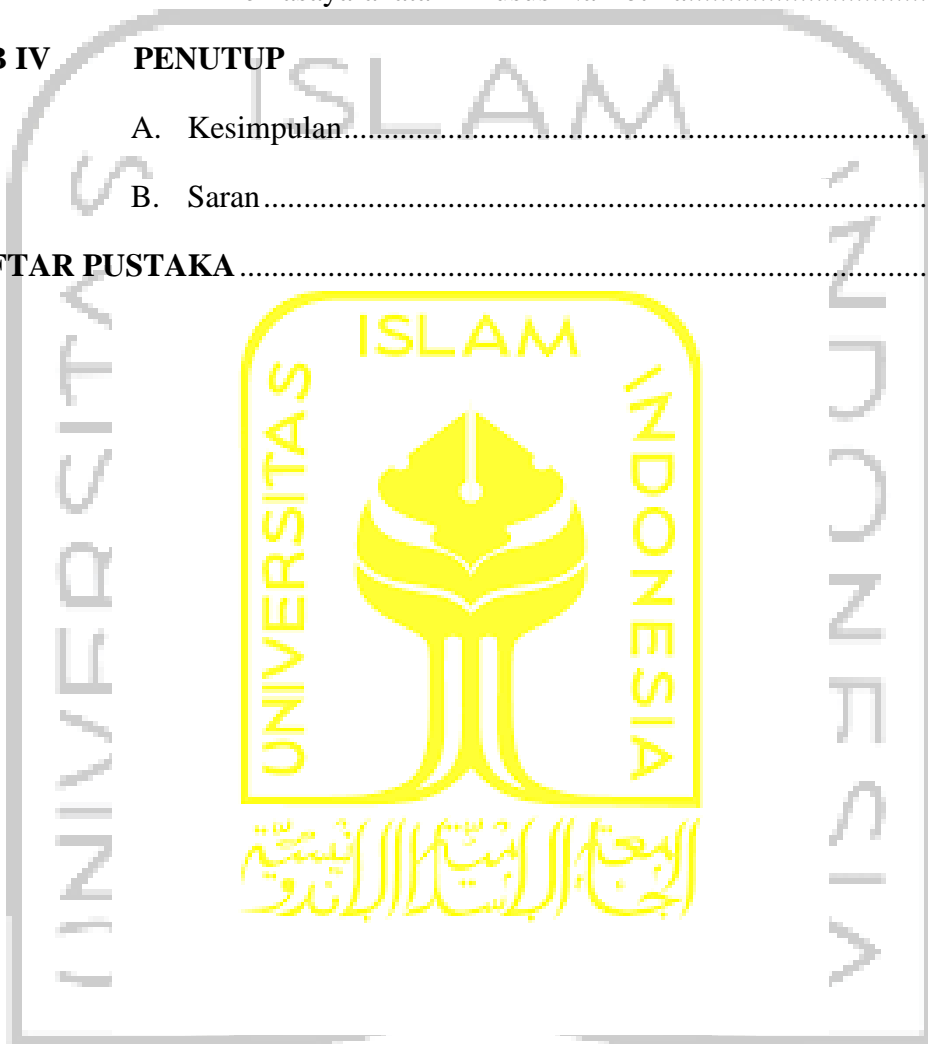 B IV PENUTUP
A. Kesimpulan
B. Saran
FTAR PUSTAKA
ISLAM
UNIVERSITAS
INDONESIA
ISLAM
UNIVERSITAS
INDONESIA